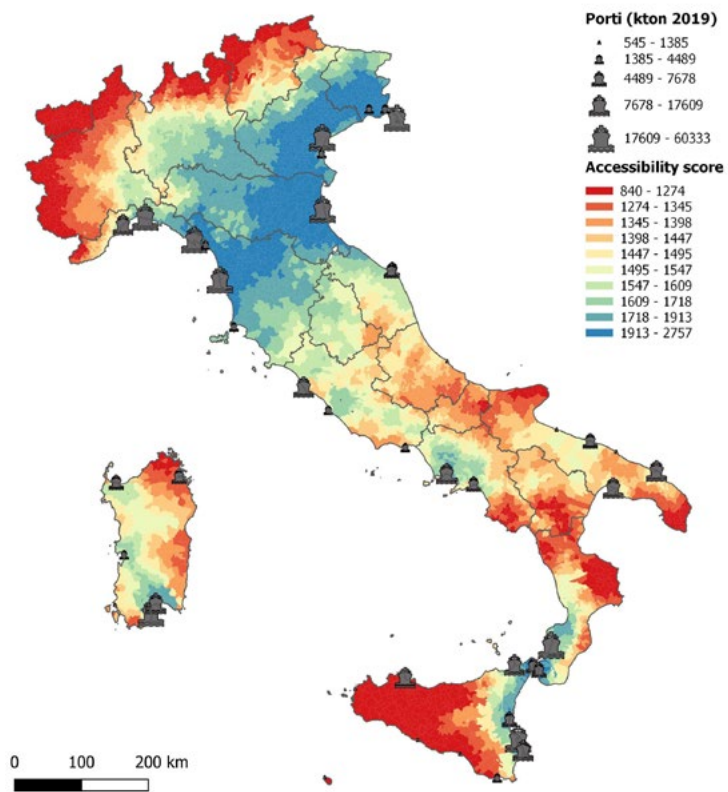 Porti (kton 2019)
545 - 1385
1385 - 4489
4489 - 7678
7678 - 17609
17609 - 60333
Accessibility score
840 - 1274
1274 - 1345
1345 - 1398
1398 - 1447
1447 - 1495
1495 - 1547
1547 - 1609
1609 - 1718
1718 - 1913
1913 - 2757
0 100 200 km